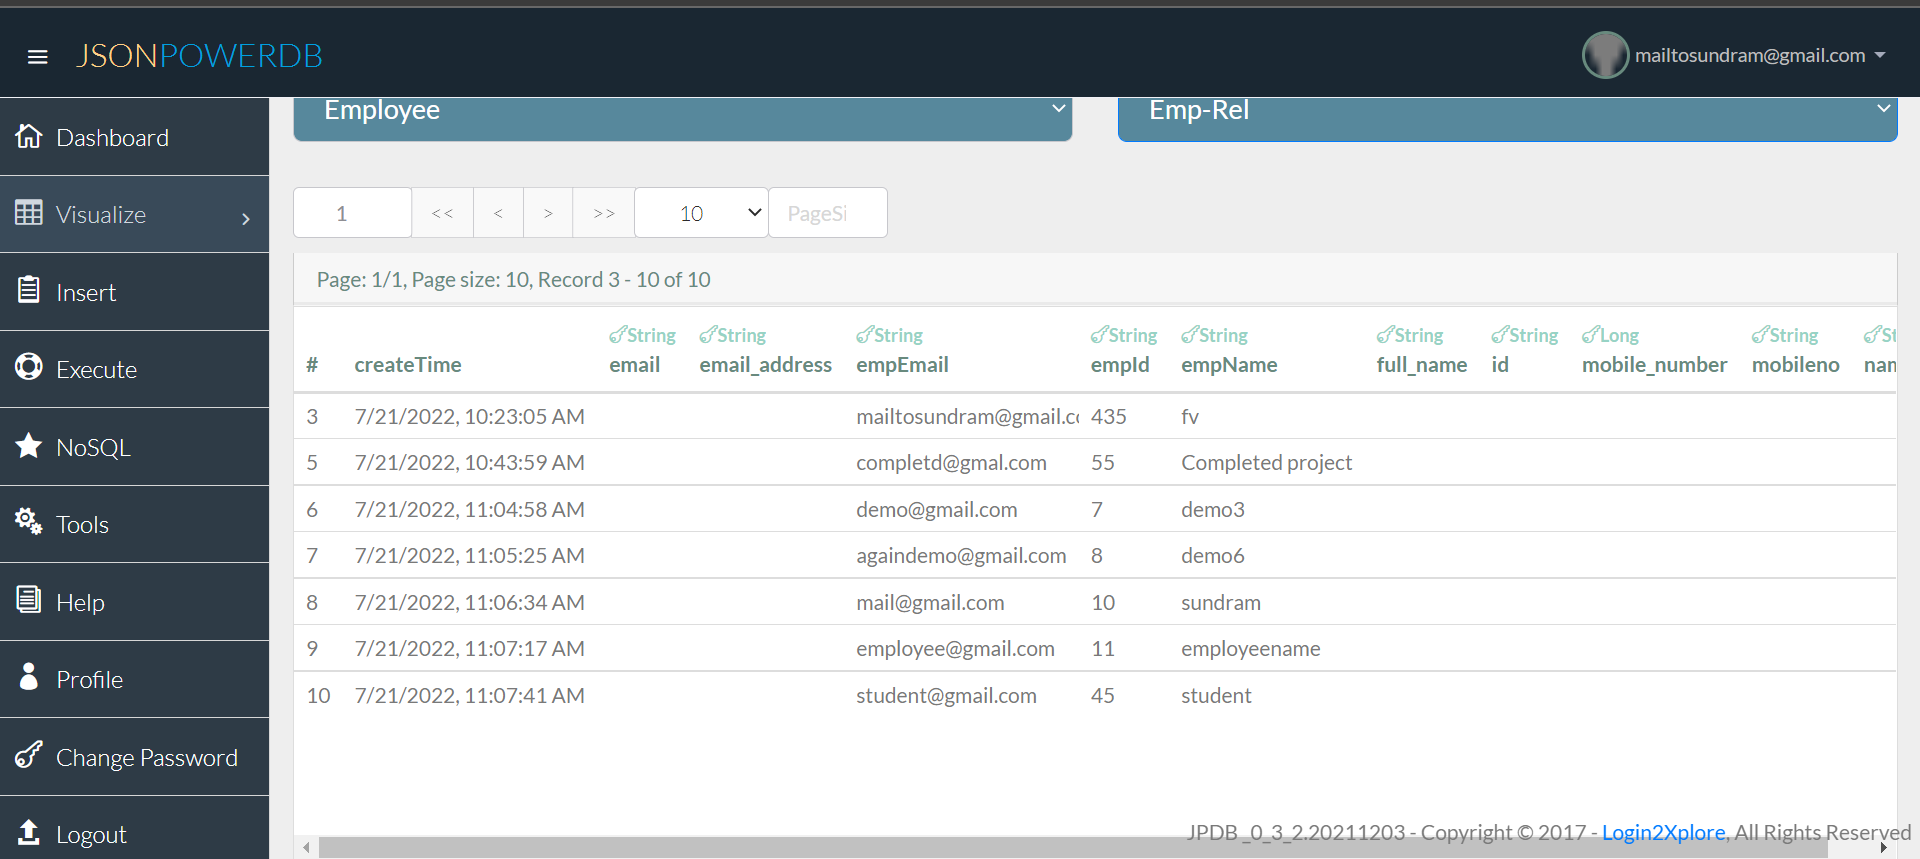 JSONPOWERDB
mailtosundram@gmail.com
Dashboard
Visualize
Insert
Execute
NoSQL
Tools
Help
Profile
Change Password
Logout
Employee
Emp-Rel
1 << < > >> 10 PageSi
Page: 1/1, Page size: 10, Record 3 - 10 of 10
String String String String String String String Long String St
# createTime email email_address empEmail empId empName full_name id mobile_number mobileno nam
3 7/21/2022, 10:23:05 AM mailtosundram@gmail.co 435 fv
5 7/21/2022, 10:43:59 AM completd@gmal.com 55 Completed project
6 7/21/2022, 11:04:58 AM demo@gmail.com 7 demo3
7 7/21/2022, 11:05:25 AM againdemo@gmail.com 8 demo6
8 7/21/2022, 11:06:34 AM mail@gmail.com 10 sundram
9 7/21/2022, 11:07:17 AM employee@gmail.com 11 employeename
10 7/21/2022, 11:07:41 AM student@gmail.com 45 student
JPDB _0_3_2.20211203 - Copyright © 2017 - Login2Xplore, All Rights Reserved